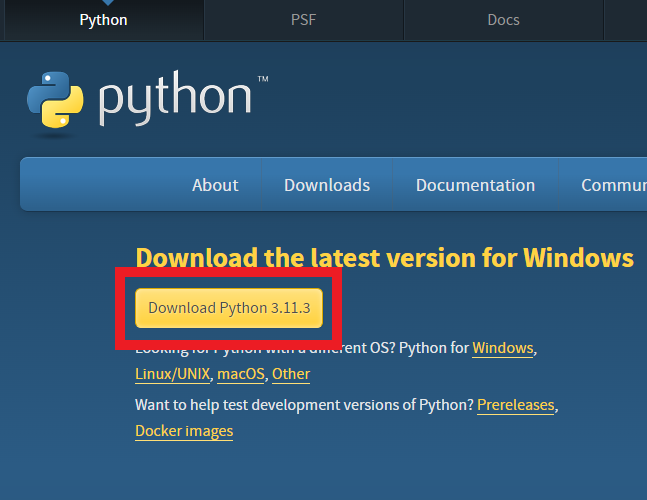 Python PSF Docs
python™
About Downloads Documentation Commun
Download the latest version for Windows
Download Python 3.11.3
Looking for Python with a different OS? Python for Windows,
Linux/UNIX, macOS, Other
Want to help test development versions of Python? Prereleases,
Docker images